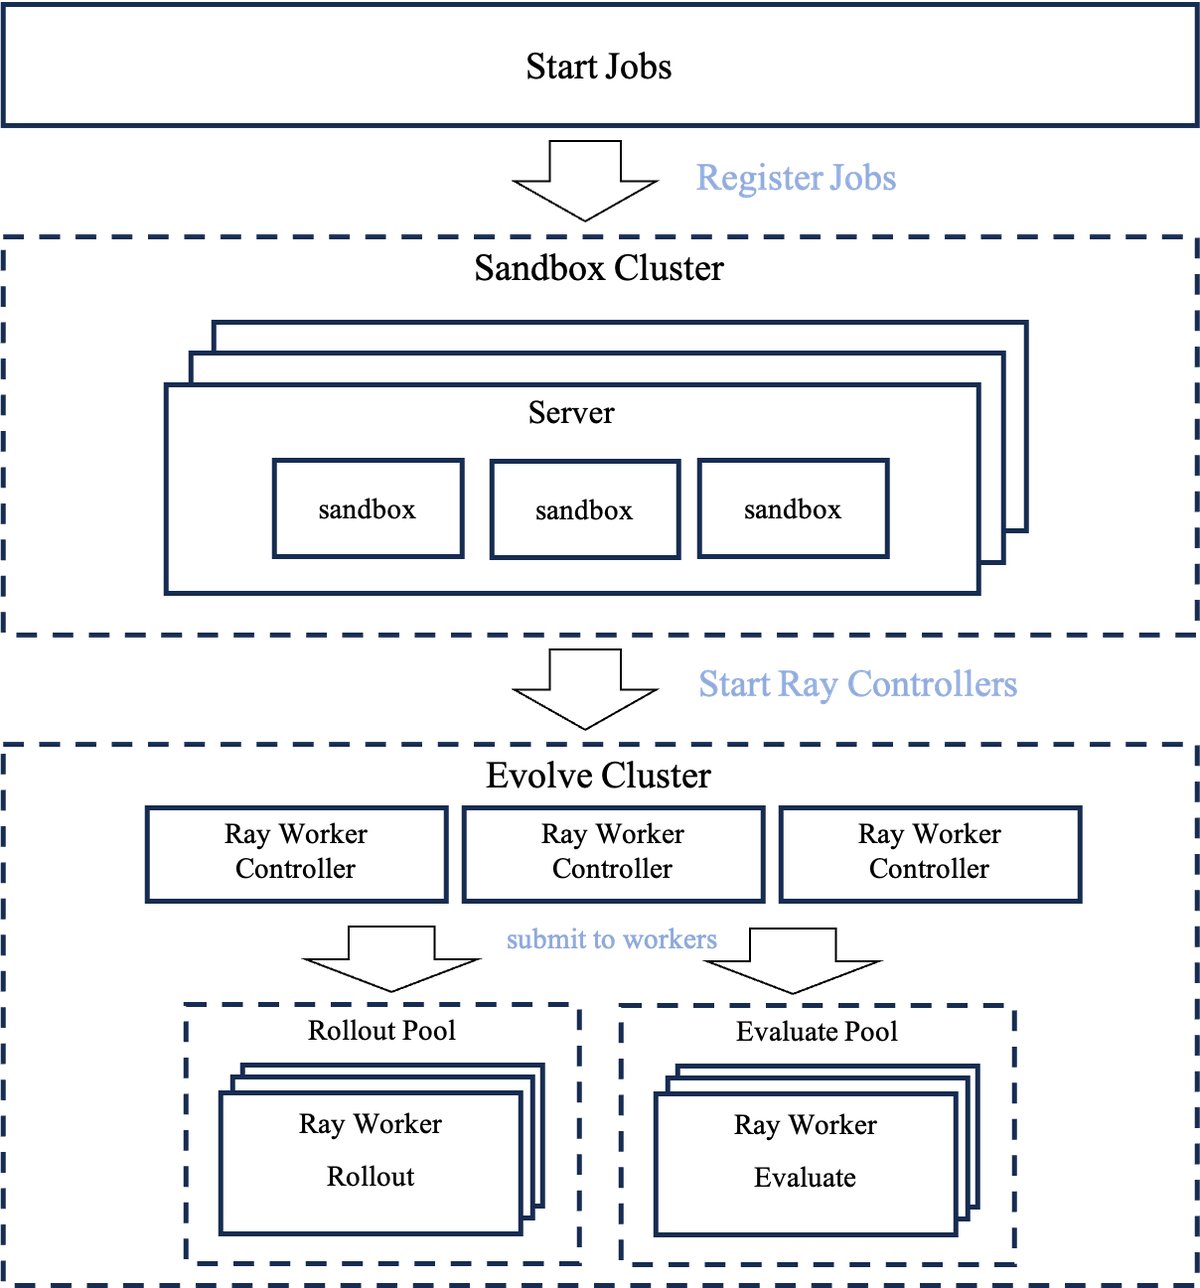 Start Jobs
Register Jobs
Sandbox Cluster
Server
sandbox
sandbox
sandbox
Start Ray Controllers
Evolve Cluster
Ray Worker
Controller
Ray Worker
Controller
Ray Worker
Controller
submit to workers
Rollout Pool
Ray Worker
Rollout
Evaluate Pool
Ray Worker
Evaluate